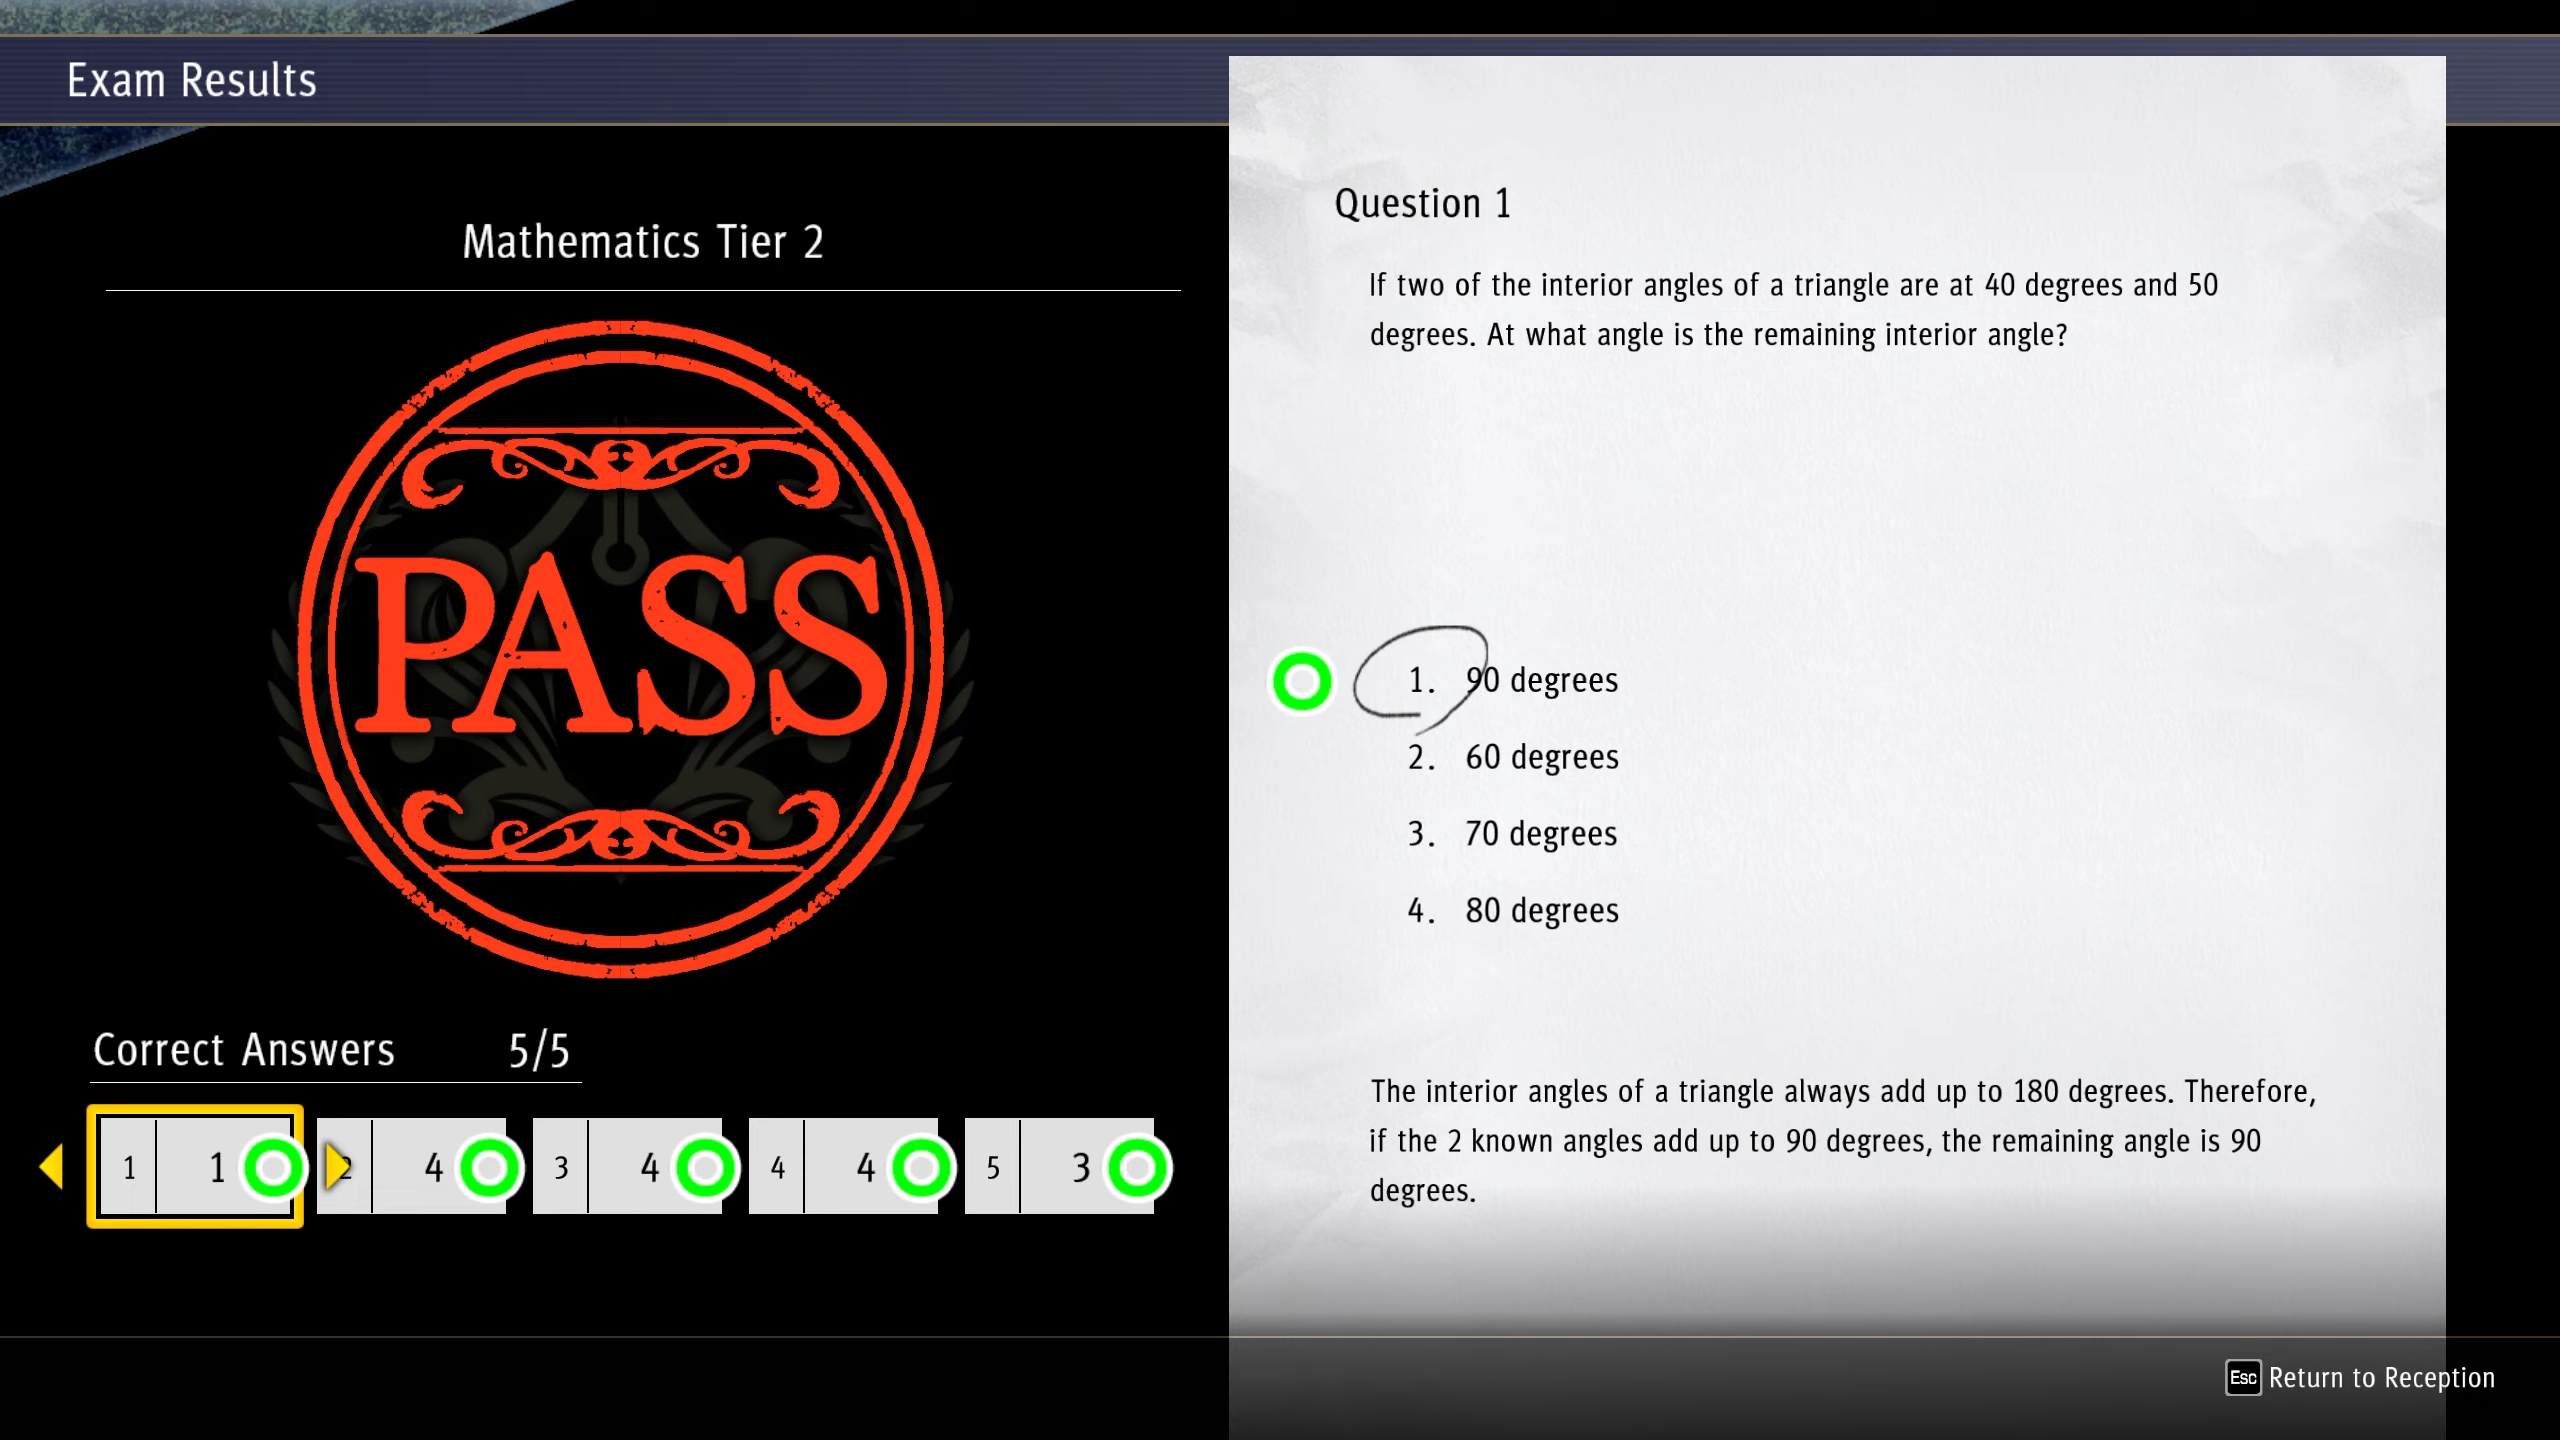 Exam Results
Mathematics Tier 2
PASS
Correct Answers 5/5
1 1
2 4
3 4
4 4
5 3
Question 1
If two of the interior angles of a triangle are at 40 degrees and 50
degrees. At what angle is the remaining interior angle?
1. 90 degrees
2. 60 degrees
3. 70 degrees
4. 80 degrees
The interior angles of a triangle always add up to 180 degrees. Therefore,
if the 2 known angles add up to 90 degrees, the remaining angle is 90
degrees.
Esc Return to Reception